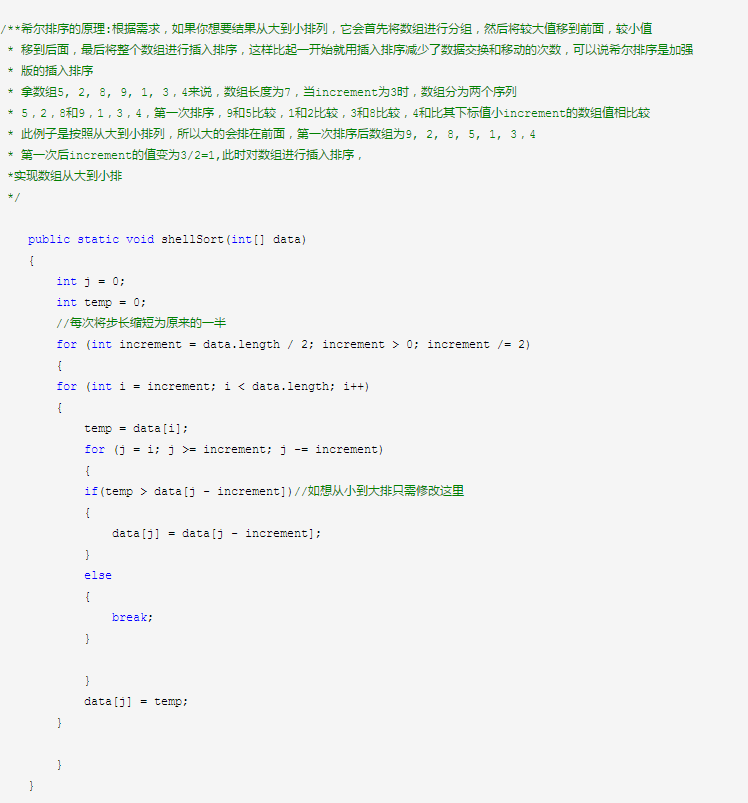 /**希尔排序的原理:根据需求，如果你想要结果从大到小排列，它会首先将数组进行分组，然后将较大值移到前面，较小值
 * 移到后面，最后将整个数组进行插入排序，这样比起一开始就用插入排序减少了数据交换和移动的次数，可以说希尔排序是加强
 * 版的插入排序
 * 拿数组5, 2, 8, 9, 1, 3，4来说，数组长度为7，当increment为3时，数组分为两个序列
 * 5，2，8和9，1，3，4，第一次排序，9和5比较，1和2比较，3和8比较，4和比其下标值小increment的数组值相比较
 * 此例子是按照从大到小排列，所以大的会排在前面，第一次排序后数组为9, 2, 8, 5, 1, 3，4
 * 第一次后increment的值变为3/2=1,此时对数组进行插入排序，
 *实现数组从大到小排
 */
    public static void shellSort(int[] data)
    {
        int j = 0;
        int temp = 0;
        //每次将步长缩短为原来的一半
        for (int increment = data.length / 2; increment > 0; increment /= 2)
        {
        for (int i = increment; i < data.length; i++)
        {
            temp = data[i];
            for (j = i; j >= increment; j -= increment)
            {
            if(temp > data[j - increment])//如想从小到大排只需修改这里
            {
                data[j] = data[j - increment];
            }
            else
            {
                break;
            }
            }
            data[j] = temp;
        }
        }
    }